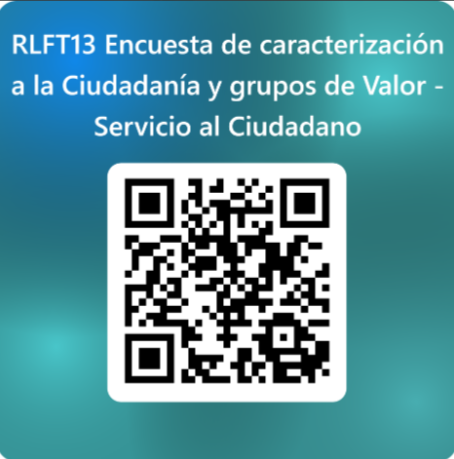 RLFT13 Encuesta de caracterización
a la Ciudadanía y grupos de Valor -
Servicio al Ciudadano